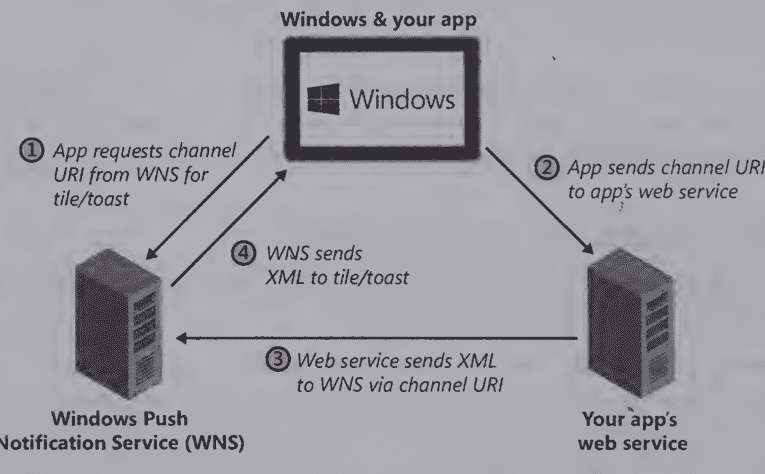 Windows & your app
Windows
1 App requests channel
URI from WNS for
tile/toast
2 App sends channel URI
to app's web service
4 WNS sends
XML to tile/toast
3 Web service sends XML
to WNS via channel URI
Windows Push
Notification Service (WNS)
Your app's
web service